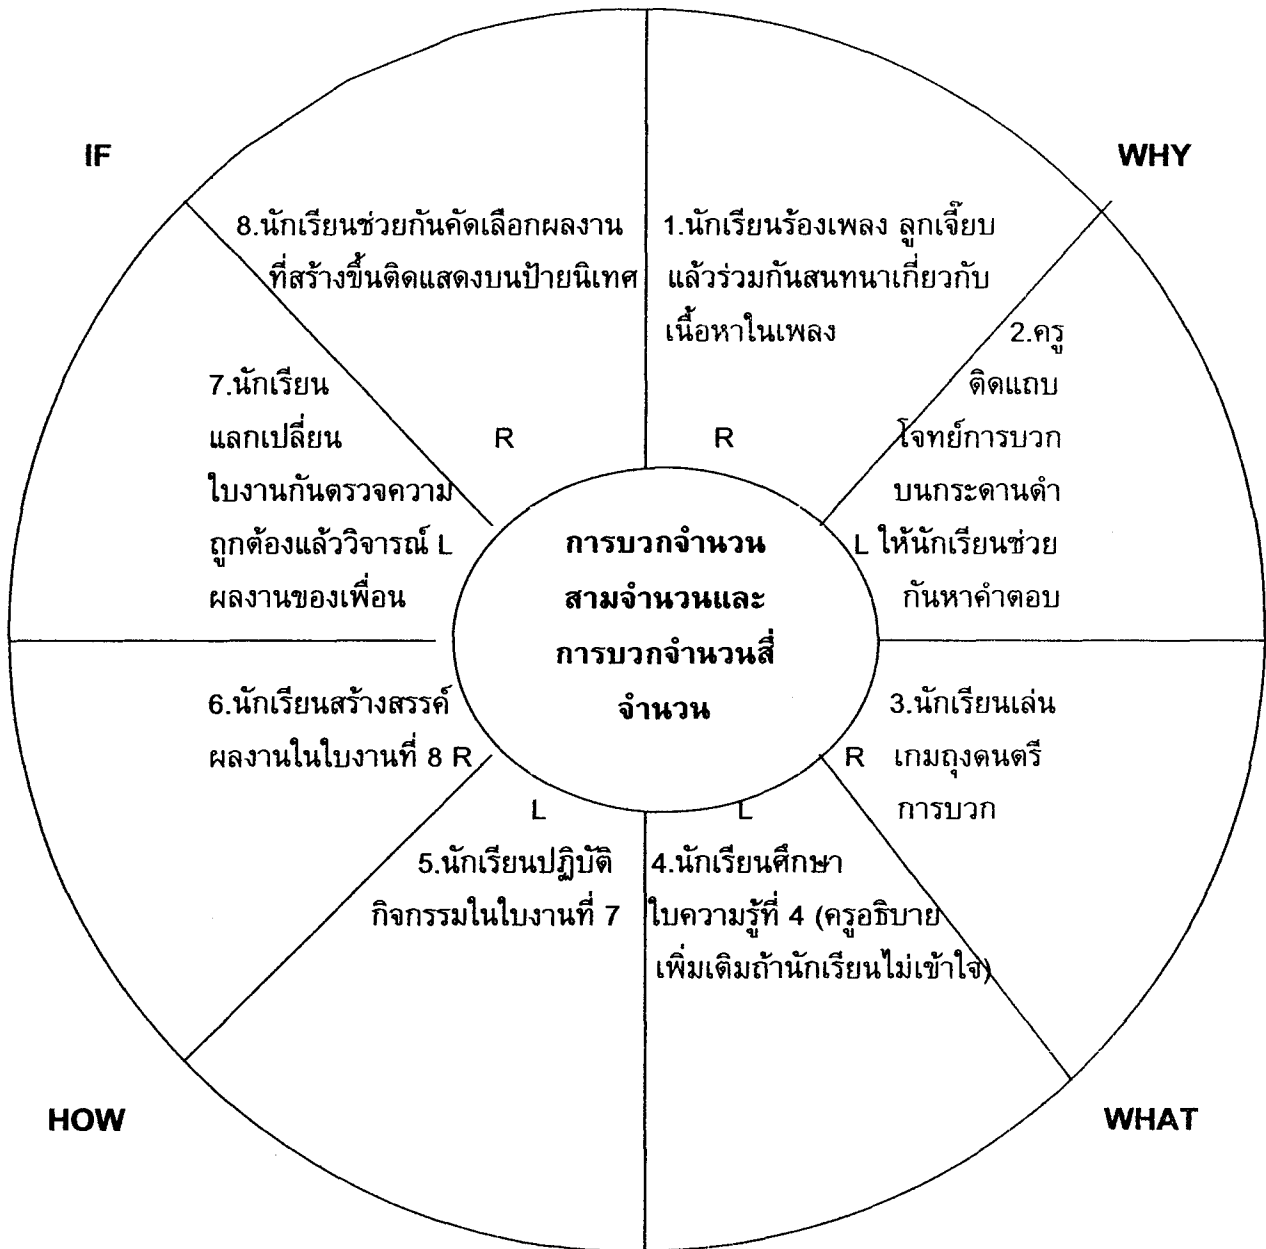 IF
WHY
8.นักเรียนช่วยกันคัดเลือกผลงาน
ที่สร้างขึ้นติดแสดงบนป้ายนิเทศ
R
1.นักเรียนร้องเพลง ลูกเจี๊ยบ
แล้วร่วมกันสนทนาเกี่ยวกับ
เนื้อหาในเพลง
R
2.ครู
ติดแถบ
โจทย์การบวก
บนกระดานดำ
L ให้นักเรียนช่วย
กันหาคำตอบ
7.นักเรียน
แลกเปลี่ยน
ใบงานกันตรวจความ
ถูกต้องแล้ววิจารณ์ L
ผลงานของเพื่อน
การบวกจำนวน
สามจำนวนและ
การบวกจำนวนสี่
จำนวน
6.นักเรียนสร้างสรรค์
ผลงานในใบงานที่ 8 R
3.นักเรียนเล่น
R เกมถุงดนตรี
การบวก
L
5.นักเรียนปฏิบัติ
กิจกรรมในใบงานที่ 7
L
4.นักเรียนศึกษา
ใบความรู้ที่ 4 (ครูอธิบาย
เพิ่มเติมถ้านักเรียนไม่เข้าใจ)
HOW
WHAT